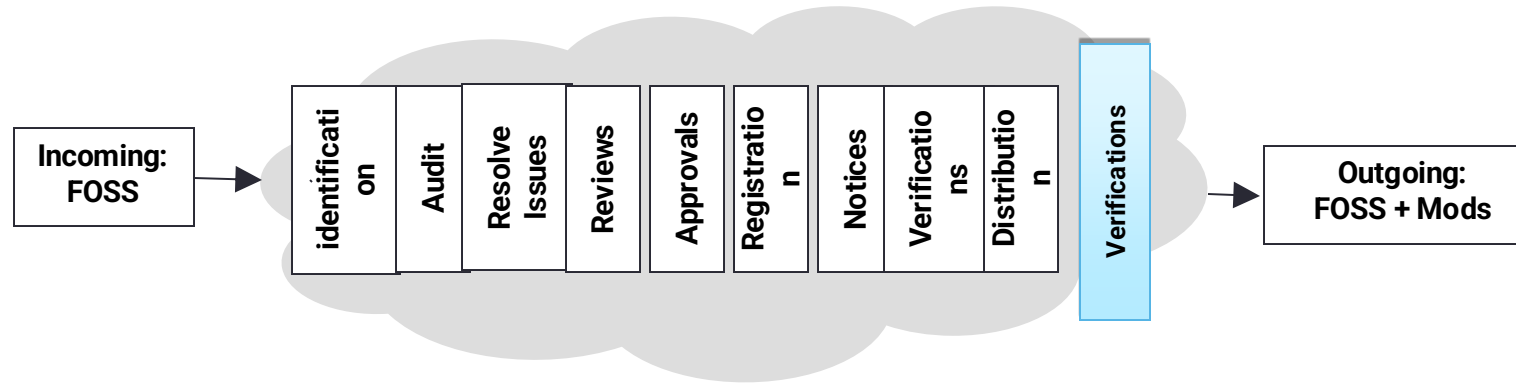 Incoming:
FOSS
identificati
on
Audit
Resolve
Issues
Reviews
Approvals
Registratio
n
Notices
Verificatio
ns
Distributio
n
Verifications
Outgoing:
FOSS + Mods